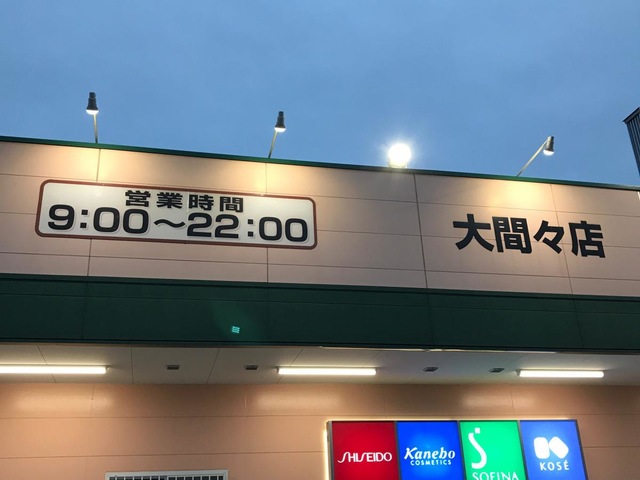 営業時間
9:00～22:00
大間々店
SHISEIDO
Kanebo
COSMETICS
SOFINA
KOSÉ